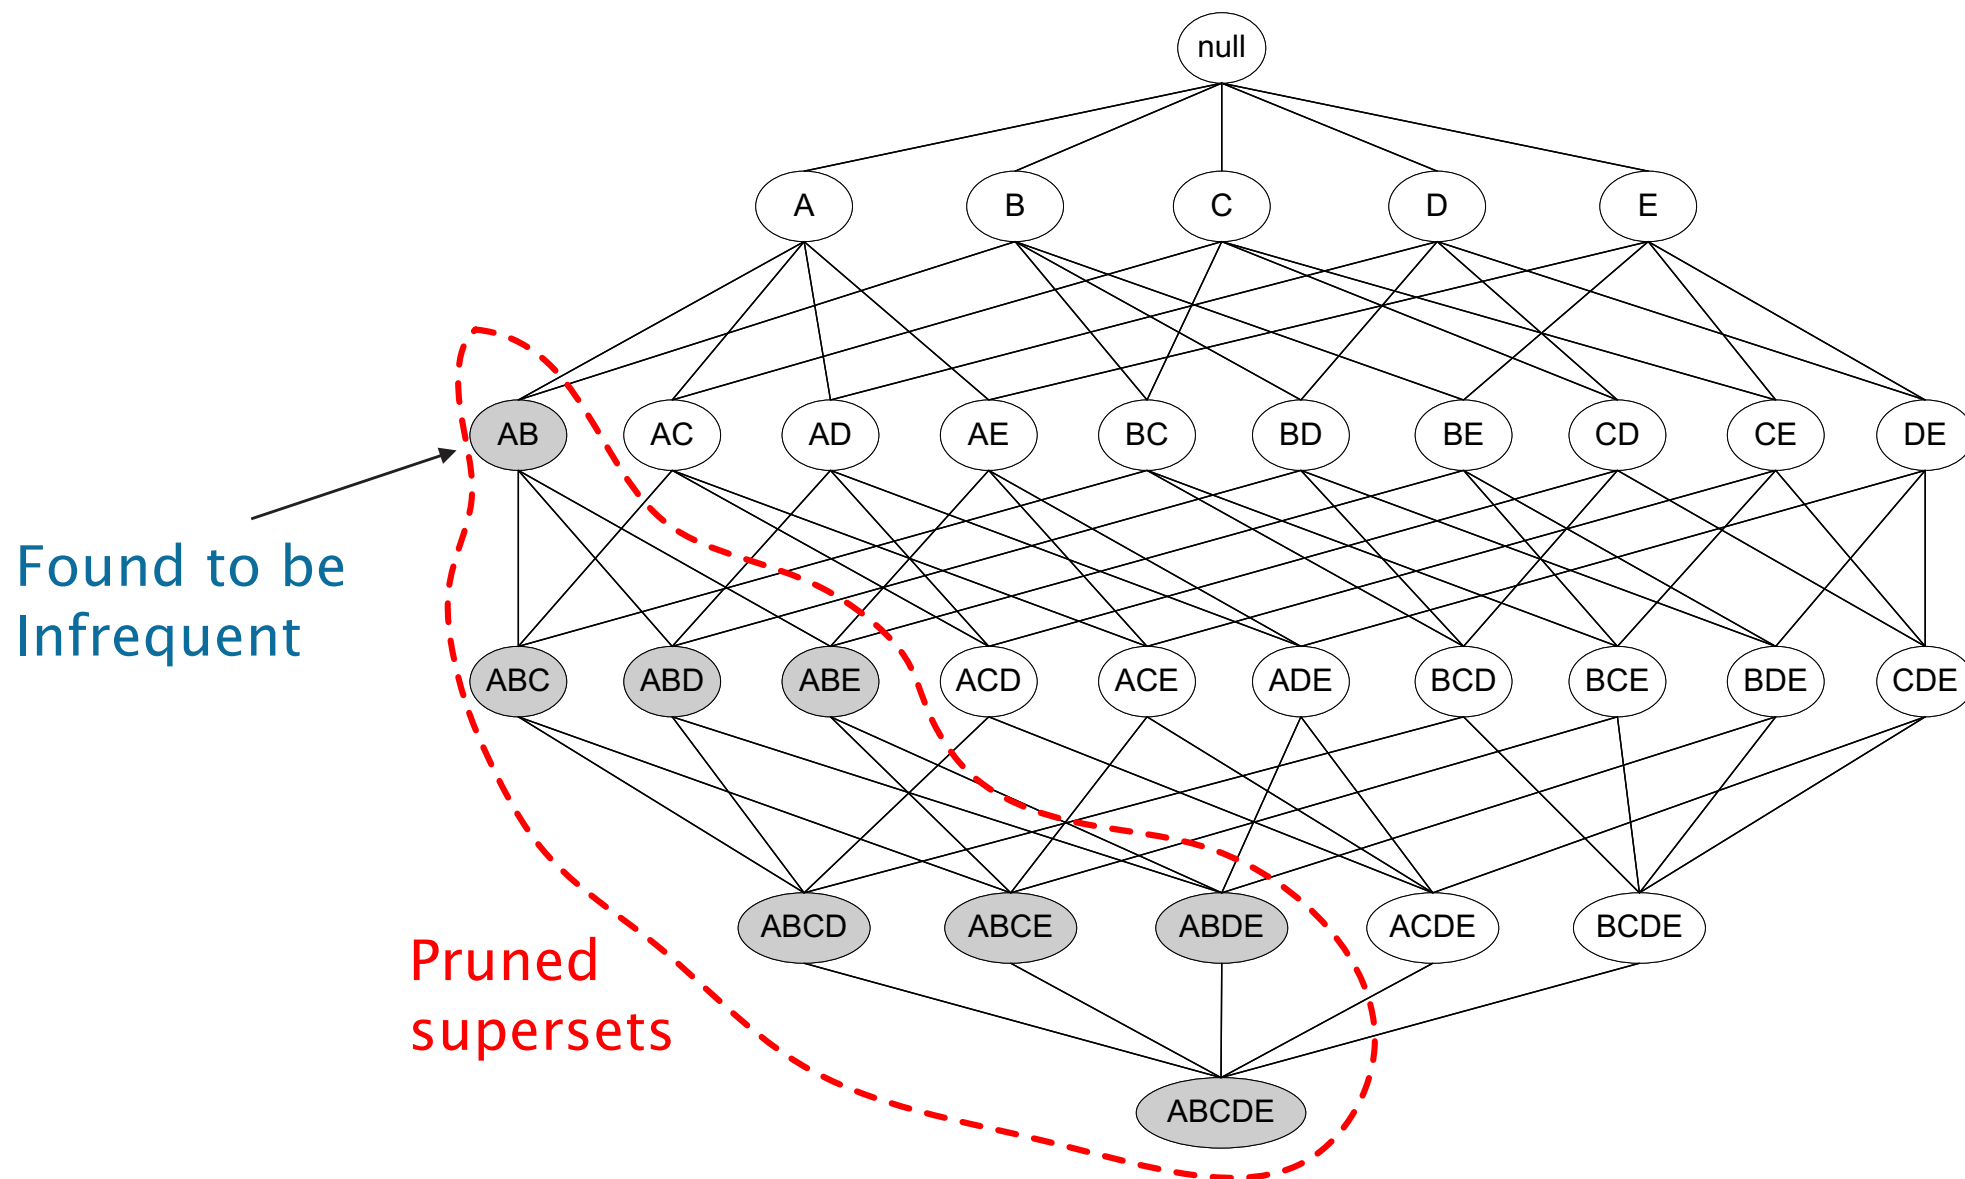 null
A B C D E
AB AC AD AE BC BD BE CD CE DE
Found to be
Infrequent
ABC ABD ABE ACD ACE ADE BCD BCE BDE CDE
ABCD ABCE ABDE ACDE BCDE
Pruned
supersets
ABCDE